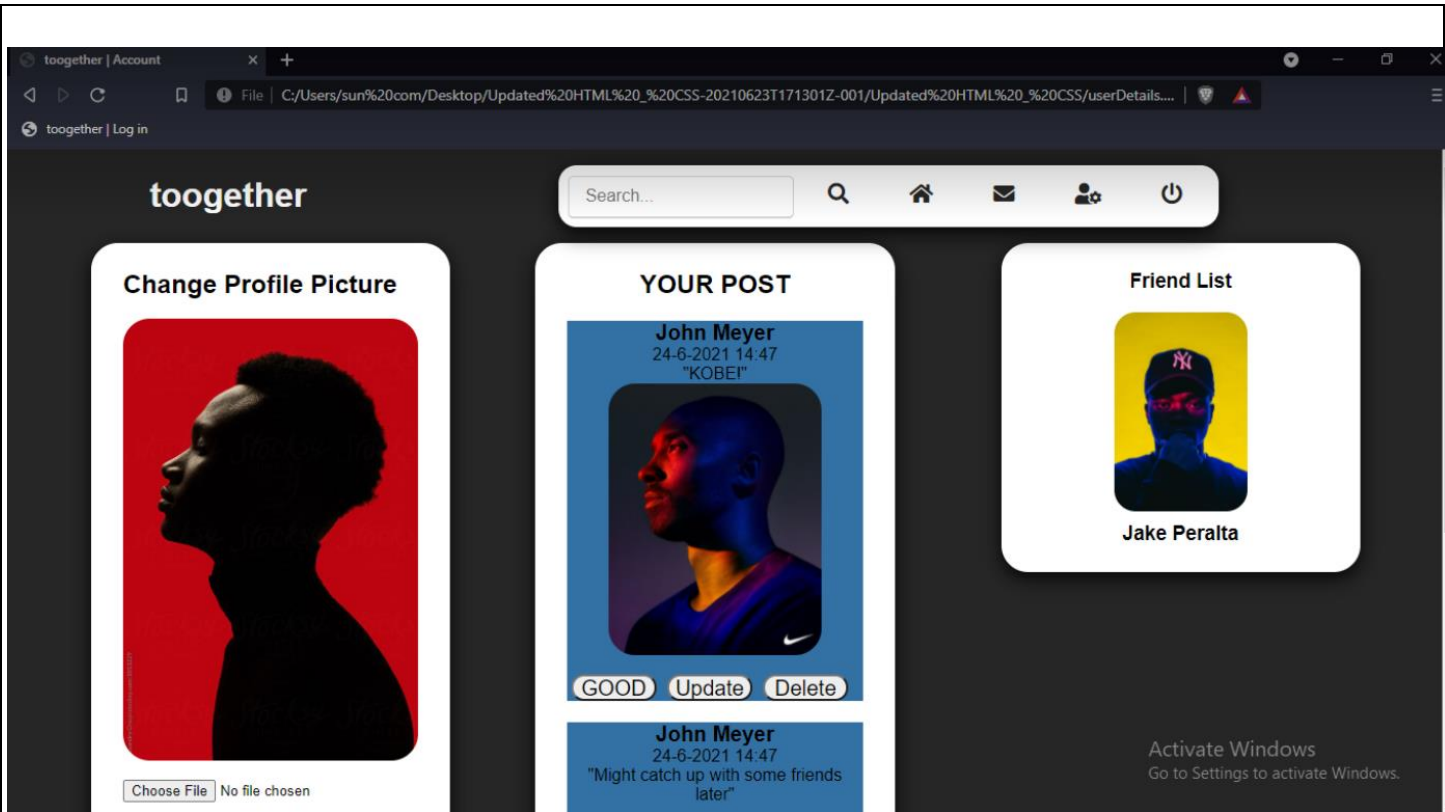 toogether | Account
File C:/Users/sun%20com/Desktop/Updated%20HTML%20_%20CSS-20210623T171301Z-001/Updated%20HTML%20_%20CSS/userDetails....
toogether | Log in
toogether
Search...
Change Profile Picture
Choose File No file chosen
YOUR POST
John Meyer
24-6-2021 14:47
"KOBE!"
GOOD Update Delete
John Meyer
24-6-2021 14:47
"Might catch up with some friends
later"
Friend List
NY
Jake Peralta
Activate Windows
Go to Settings to activate Windows.